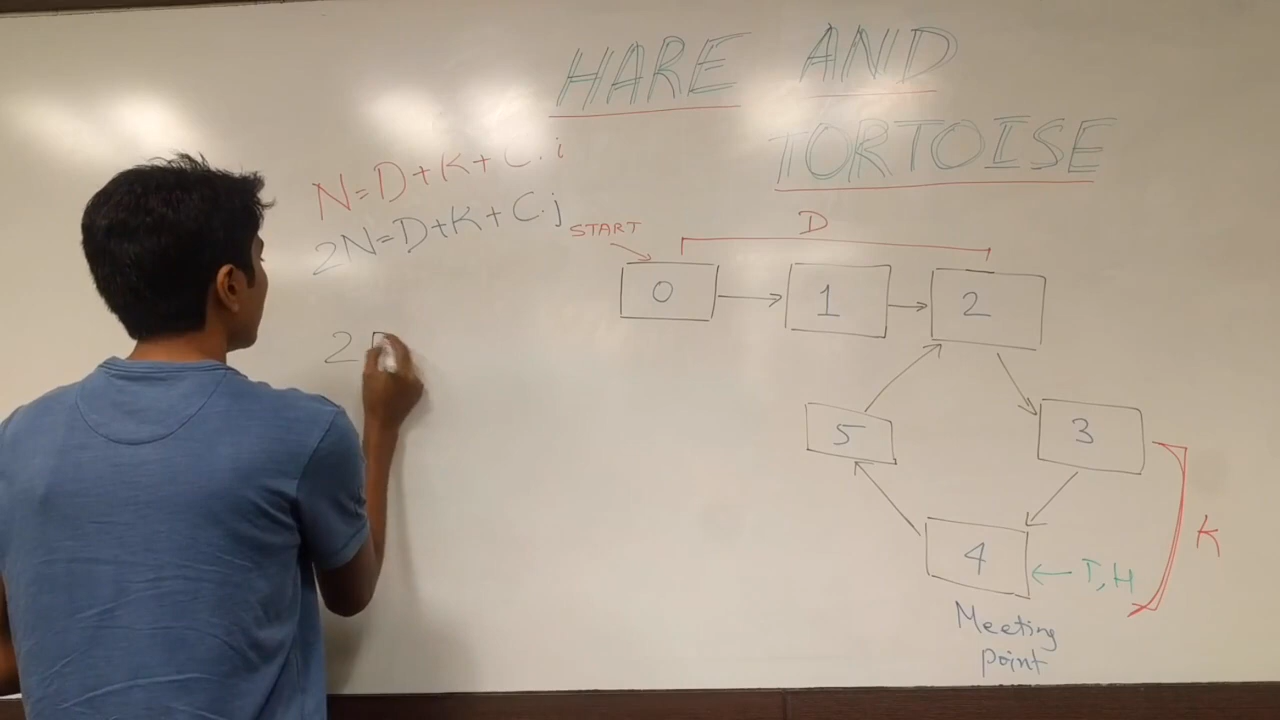 HARE AND
TORTOISE
N=D+K+C.i
2N=D+K+C.j
START
D
0
1
2
2
5
3
K
4
T,H
Meeting
point